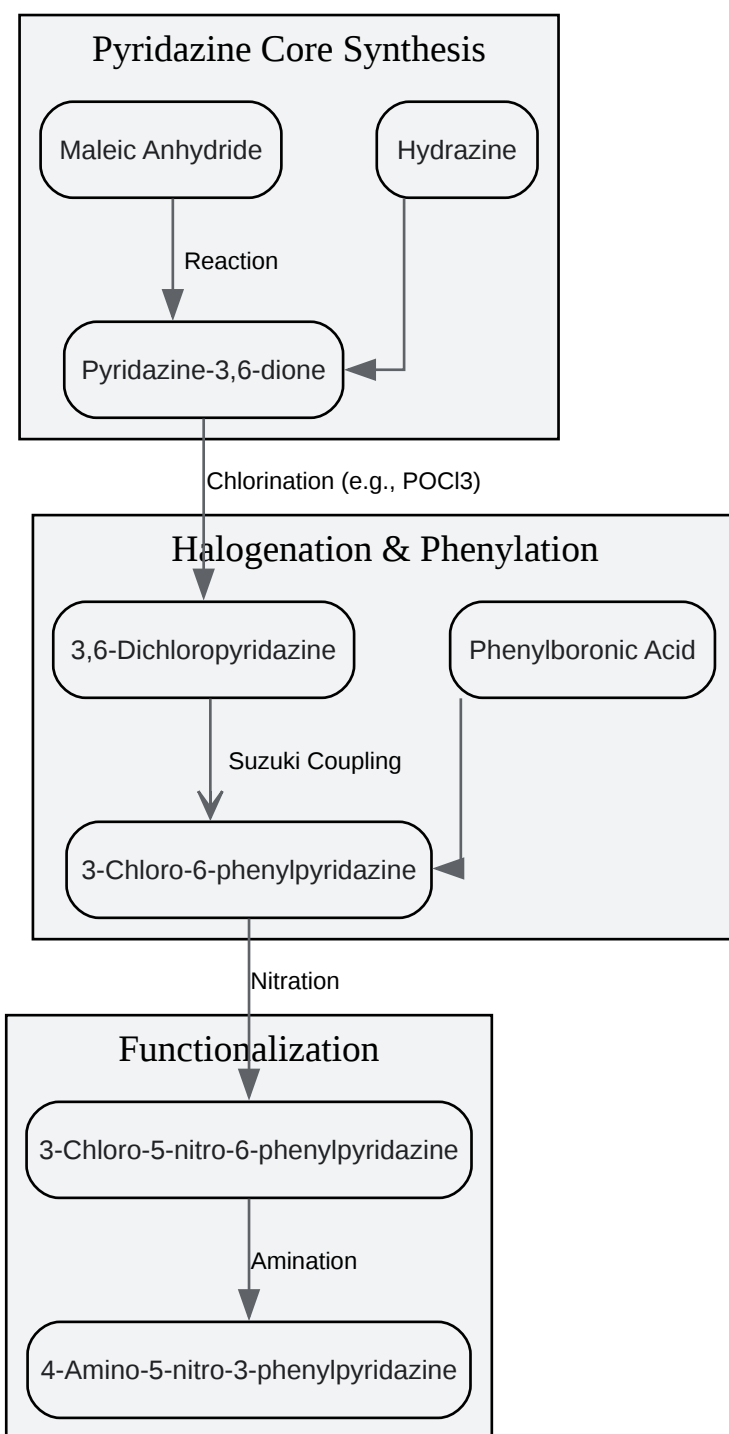 Pyridazine Core Synthesis
Maleic Anhydride
Hydrazine
Reaction
Pyridazine-3,6-dione
Chlorination (e.g., POCl3)
Halogenation & Phenylation
3,6-Dichloropyridazine
Phenylboronic Acid
Suzuki Coupling
3-Chloro-6-phenylpyridazine
Nitration
Functionalization
3-Chloro-5-nitro-6-phenylpyridazine
Amination
4-Amino-5-nitro-3-phenylpyridazine